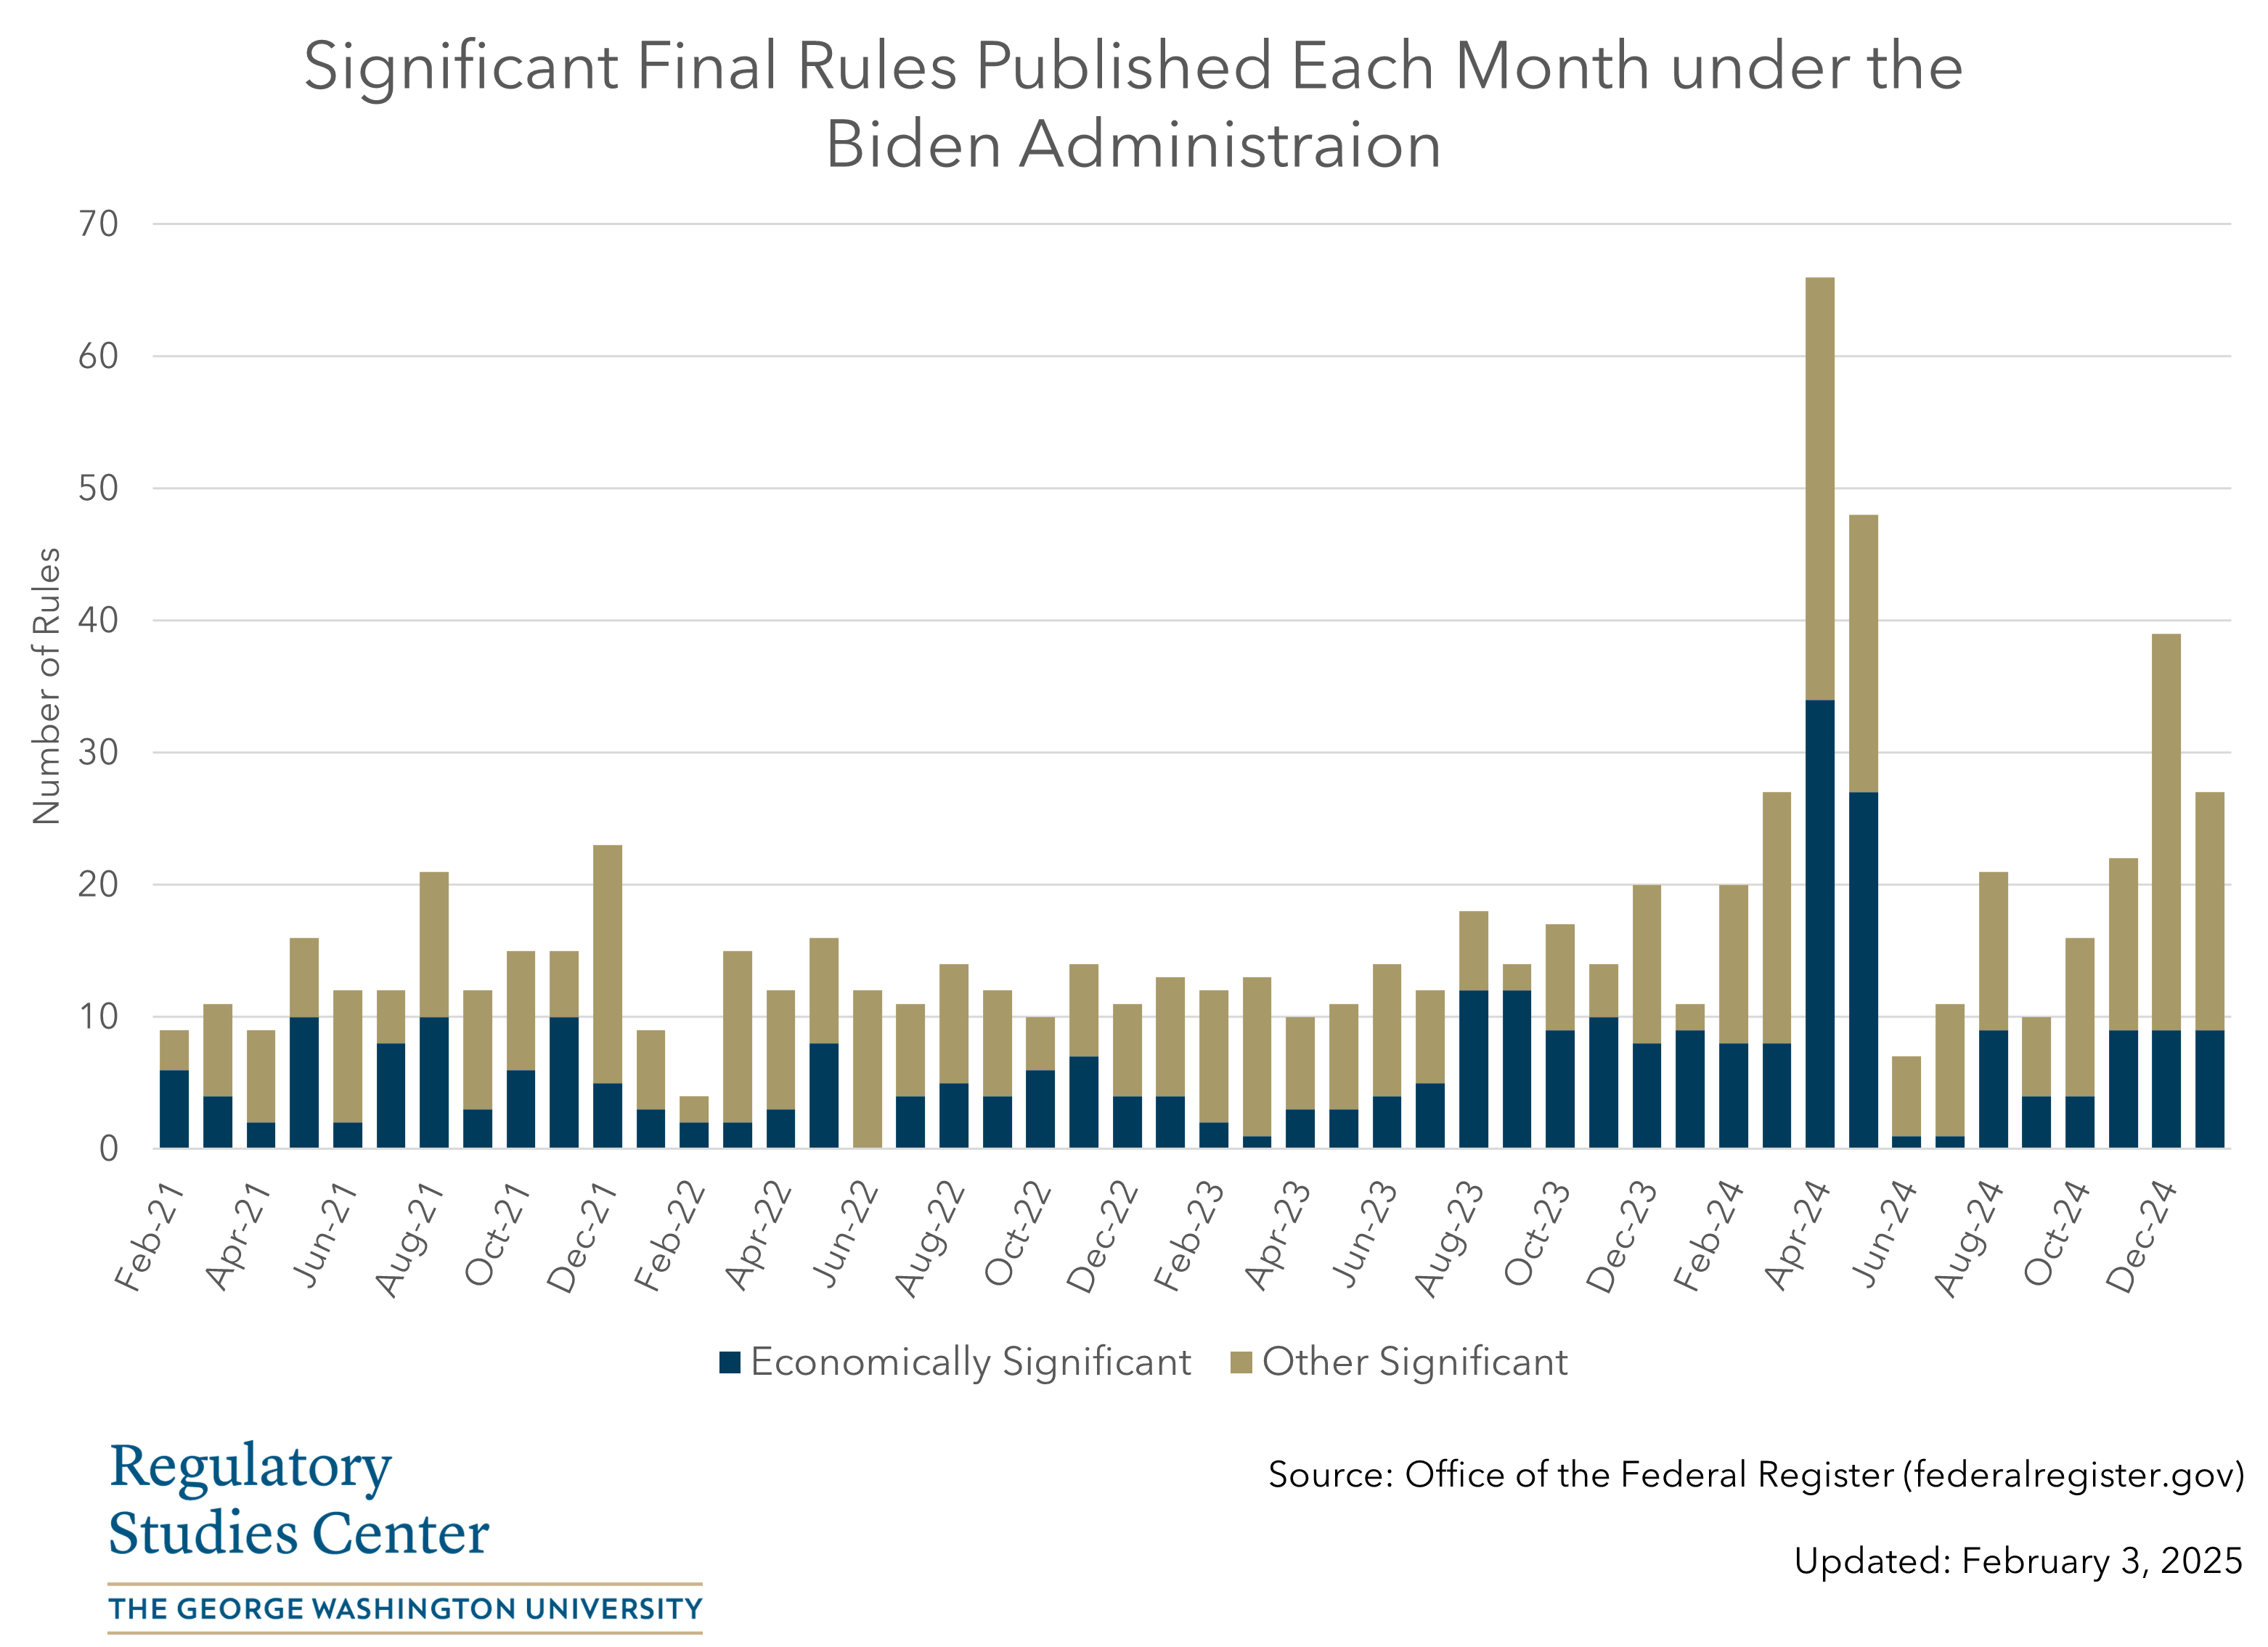 Significant Final Rules Published Each Month under the
Biden Administraion
70
60
50
40
30
20
10
0
Number of Rules
Feb-21
Apr-21
Jun-21
Aug-21
Oct-21
Dec-21
Feb-22
Apr-22
Jun-22
Aug-22
Oct-22
Dec-22
Feb-23
Apr-23
Jun-23
Aug-23
Oct-23
Dec-23
Feb-24
Apr-24
Jun-24
Aug-24
Oct-24
Dec-24
Economically Significant
Other Significant
Regulatory
Studies Center
THE GEORGE WASHINGTON UNIVERSITY
Source: Office of the Federal Register (federalregister.gov)
Updated: February 3, 2025